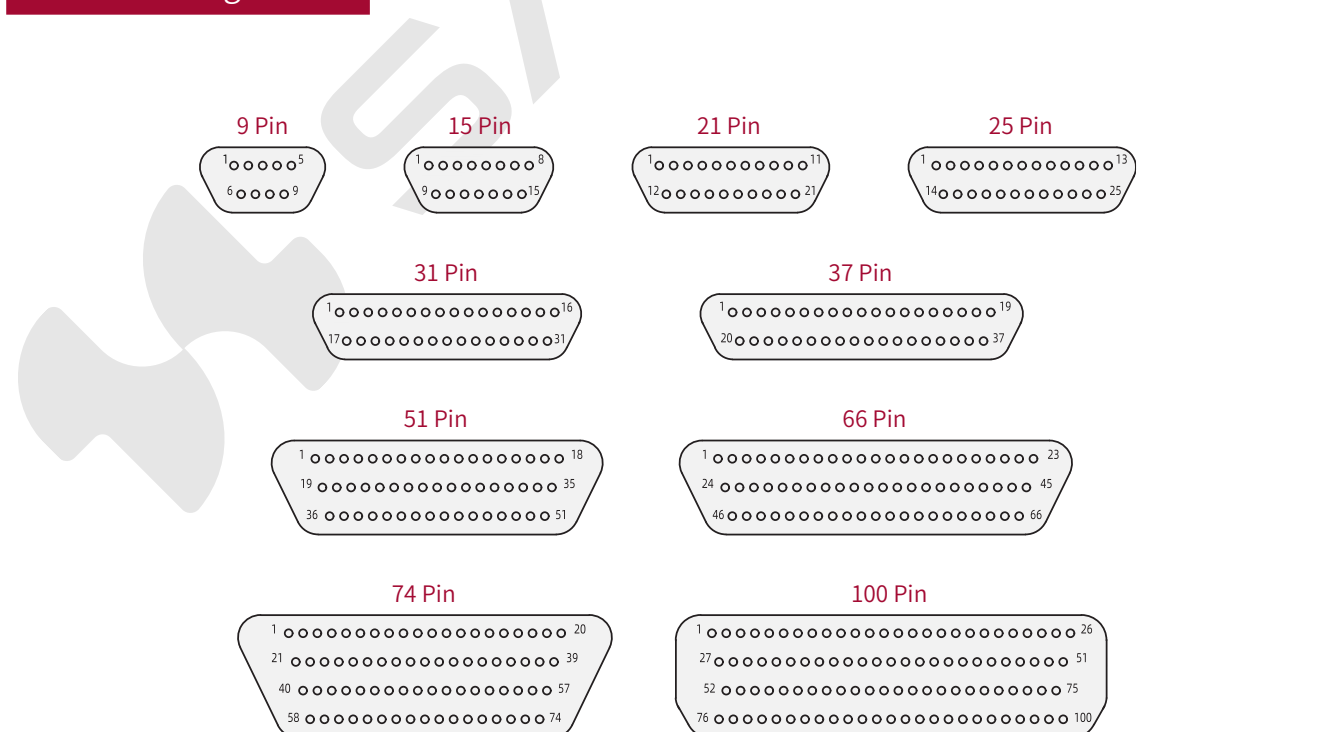 9 Pin 15 Pin 21 Pin 25 Pin
1 5 1 8 1 11 1 13
6 9 9 15 12 21 14 25
31 Pin 37 Pin
1 16 1 19
17 31 20 37
51 Pin 66 Pin
1 18 1 23
19 35 24 45
36 51 46 66
74 Pin 100 Pin
1 20 1 26
21 39 27 51
40 57 52 75
58 74 76 100